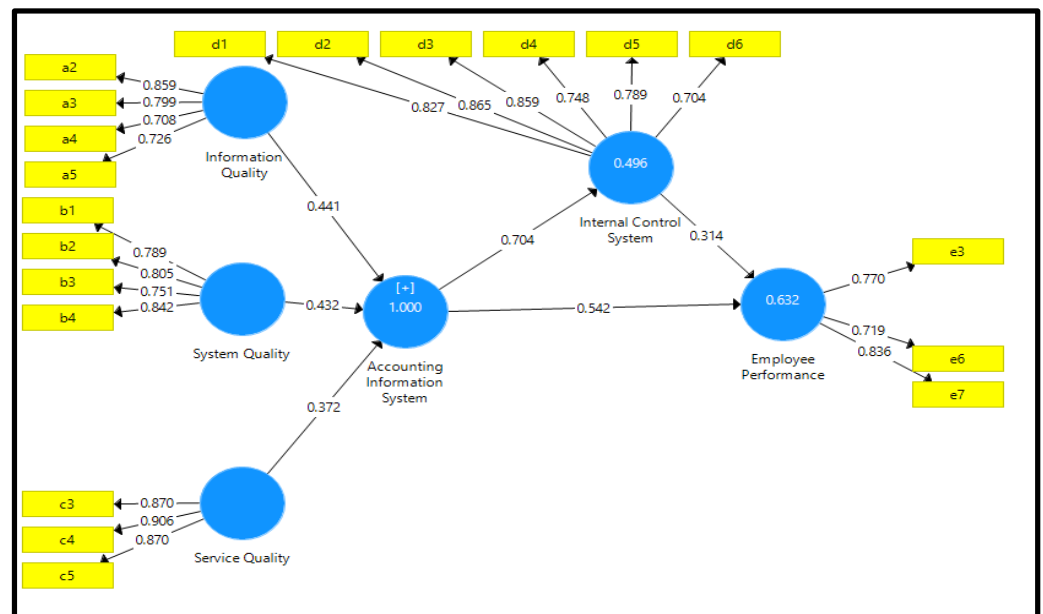 d1
d2
d3
d4
d5
d6
a2
a3
a4
a5
0.859
0.799
0.708
0.726
Information
Quality
0.827
0.865
0.859
0.748
0.789
0.704
0.496
Internal Control
System
b1
b2
b3
b4
0.789
0.805
0.751
0.842
System Quality
0.441
0.432
0.372
[+]
1.000
Accounting
Information
System
0.704
0.314
0.542
0.632
Employee
Performance
0.770
0.719
0.836
e3
e6
e7
c3
c4
c5
0.870
0.906
0.870
Service Quality